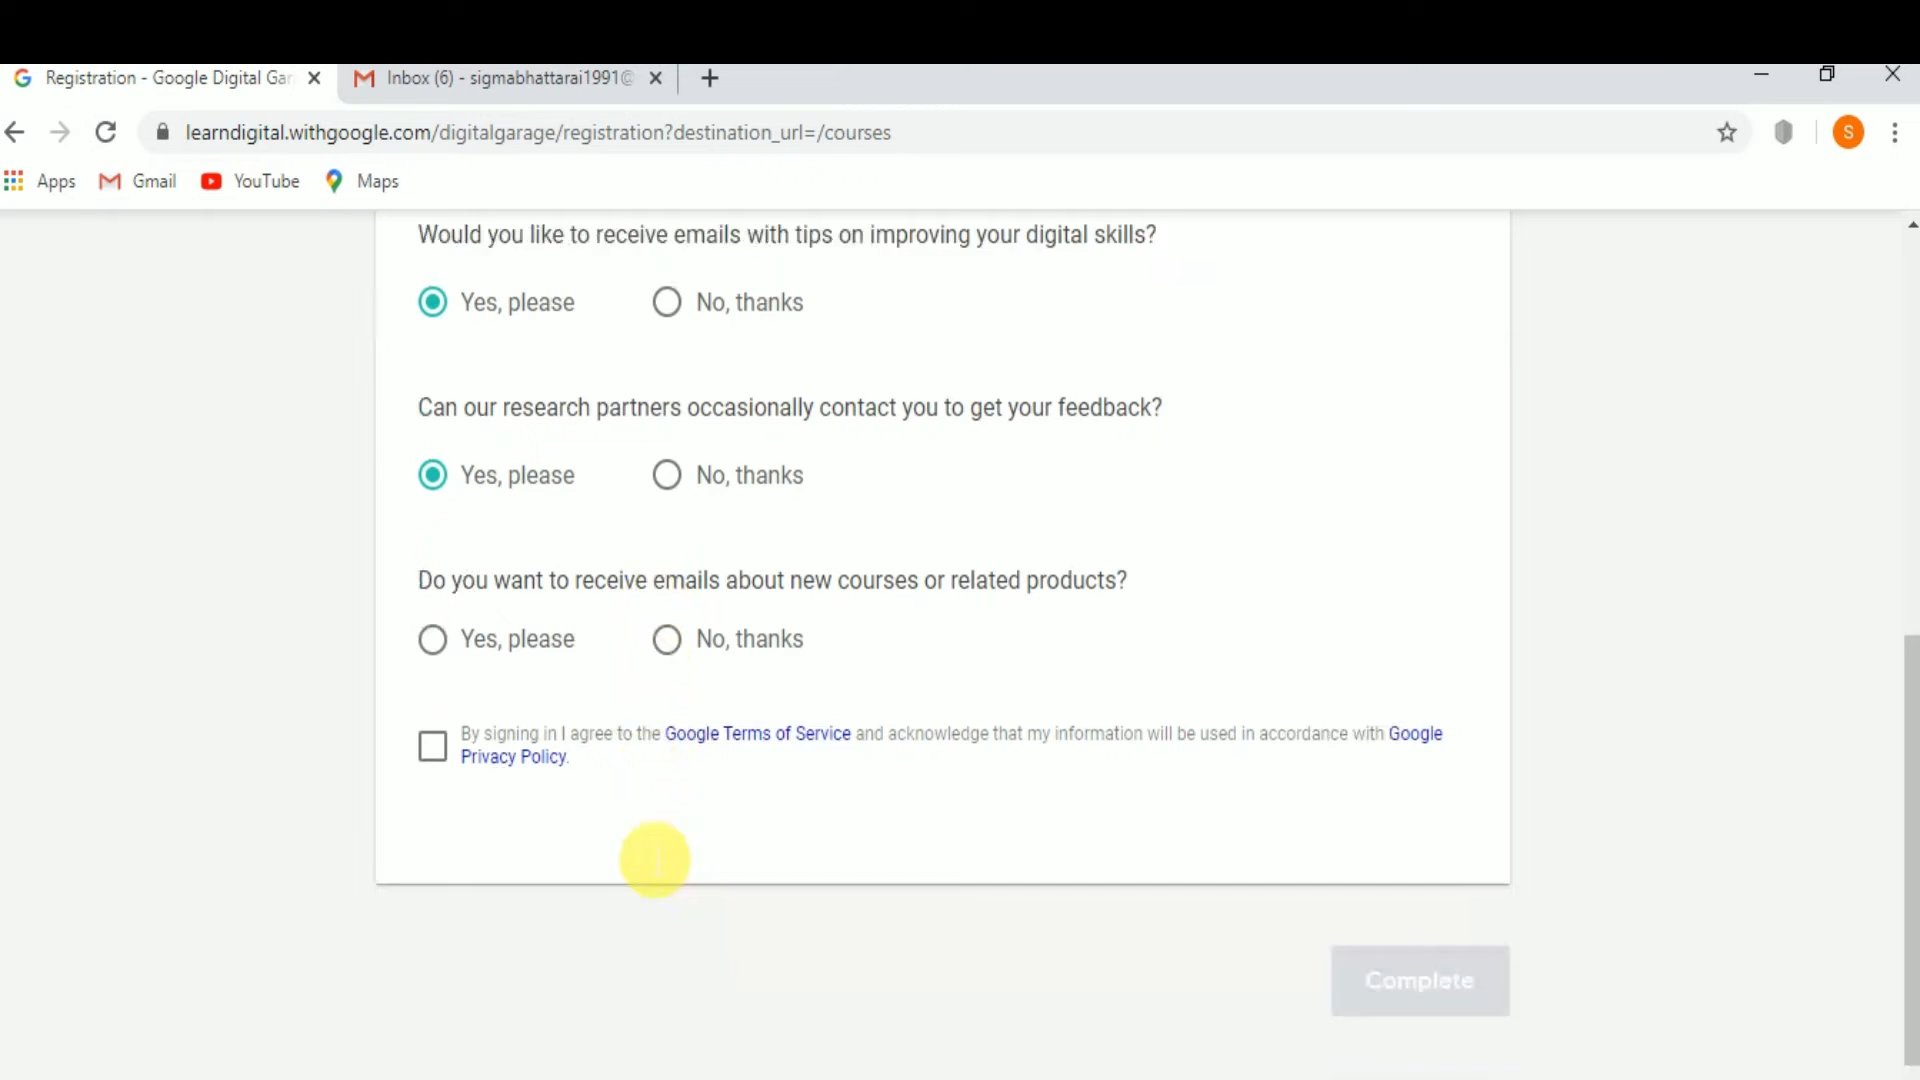 Registration - Google Digital Gar
Inbox (6) - sigmabhattarai1991@
learndigital.withgoogle.com/digitalgarage/registration?destination_url=/courses
S
Apps
Gmail
YouTube
Maps
Would you like to receive emails with tips on improving your digital skills?
Yes, please
No, thanks
Can our research partners occasionally contact you to get your feedback?
Yes, please
No, thanks
Do you want to receive emails about new courses or related products?
Yes, please
No, thanks
By signing in I agree to the Google Terms of Service and acknowledge that my information will be used in accordance with Google
Privacy Policy.
Complete